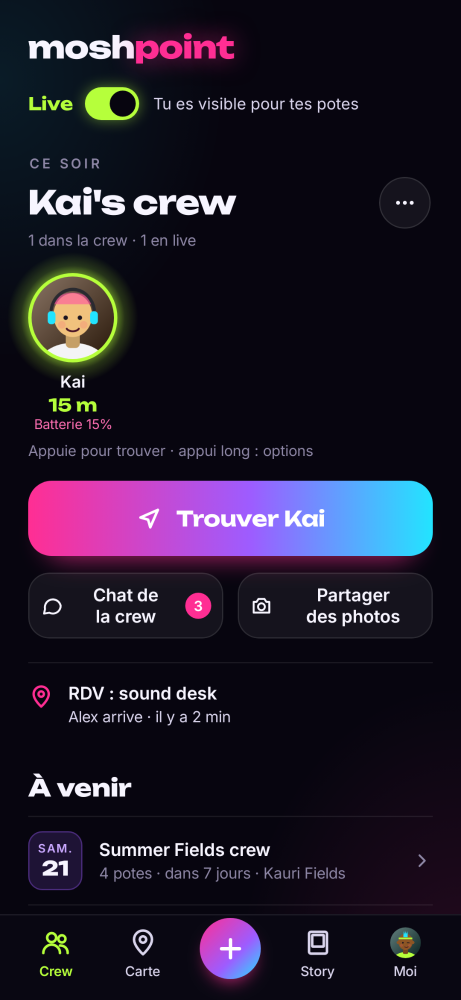 moshpoint
Live Tu es visible pour tes potes
CE SOIR
Kai's crew
1 dans la crew · 1 en live
Kai
15 m
Batterie 15%
Appuie pour trouver · appui long : options
Trouver Kai
Chat de
la crew
3
Partager
des photos
RDV : sound desk
Alex arrive · il y a 2 min
À venir
SAM.
21
Summer Fields crew
4 potes · dans 7 jours · Kauri Fields
Crew
Carte
Story
Moi